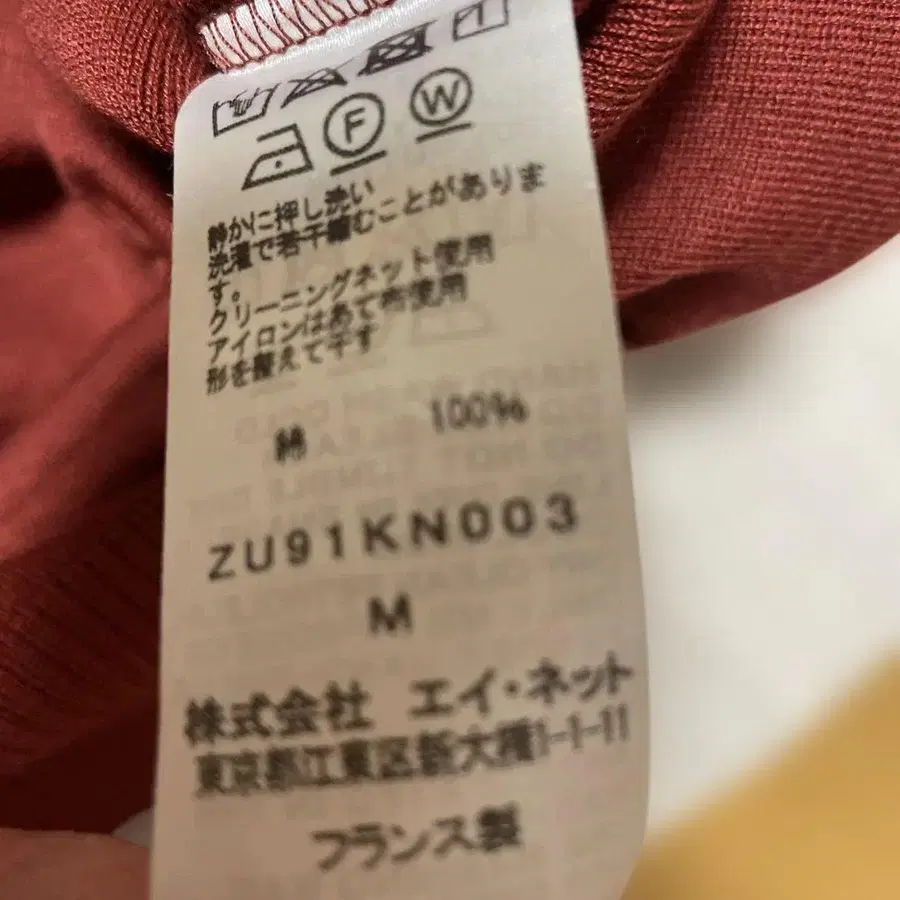 F W
静かに押し洗い
洗濯で若干縮むことがありま
す。
クリーニングネット使用
アイロンはあて布使用
形を整えて干す
綿 100%
ZU91KN003
M
株式会社 エイ・ネット
東京都江東区新大橋1-1-11
フランス製